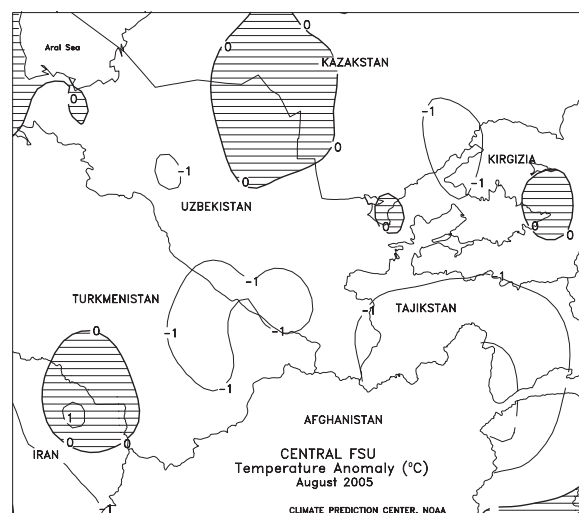 0
0
KAZAKSTAN
Aral Sea
0
-1
0
KIRGIZIA
-1
0
-1
UZBEKISTAN
0
0
0
-1
-1
TURKMENISTAN
-1
TAJIKSTAN
0
-1
-1
-1
1
AFGHANISTAN
0
0
IRAN
CENTRAL FSU
Temperature Anomaly (°C)
August 2005
-1
0
CLIMATE PREDICTION CENTER, NOAA